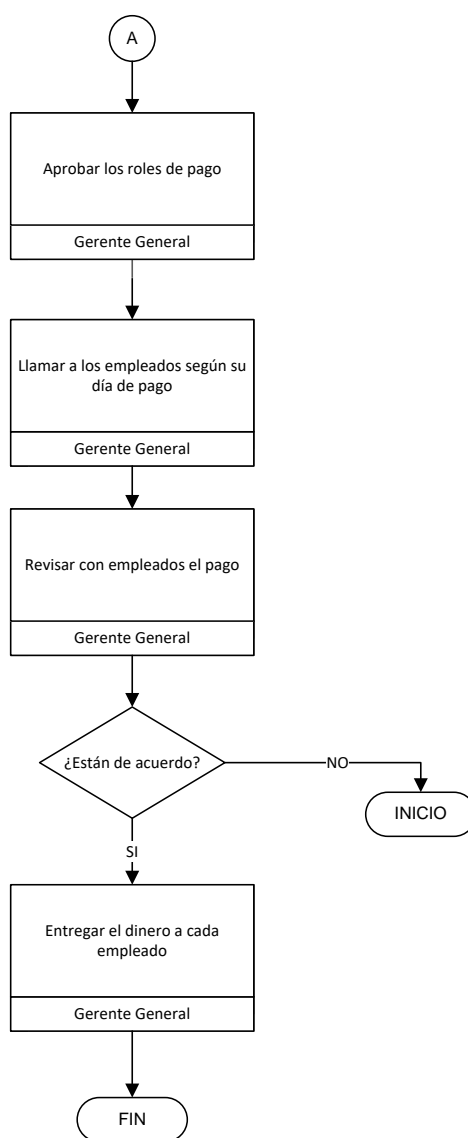 A
Aprobar los roles de pago
Gerente General
Llamar a los empleados según su
día de pago
Gerente General
Revisar con empleados el pago
Gerente General
¿Están de acuerdo?
NO
INICIO
SI
Entregar el dinero a cada
empleado
Gerente General
FIN